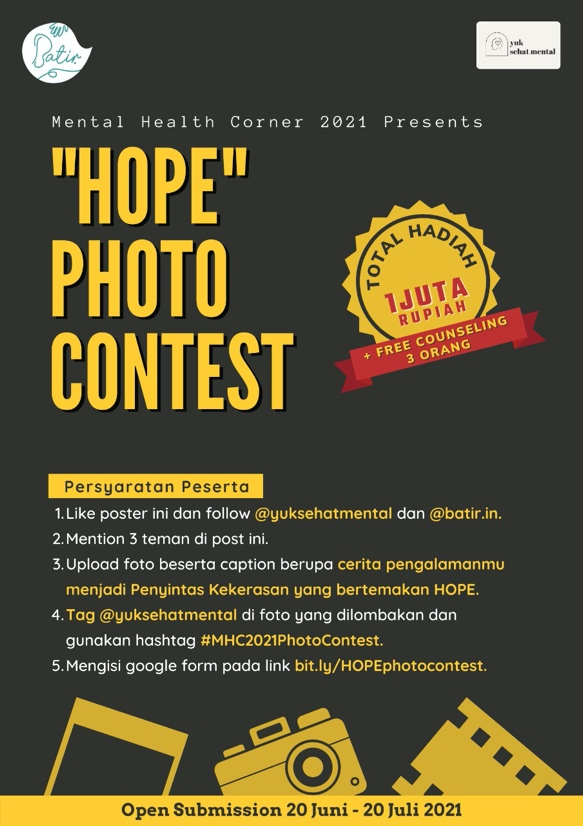 Batir
yuk
sehat mental
Mental Health Corner 2021 Presents
"HOPE"
PHOTO
CONTEST
TOTAL HADIAH
1JUTA
RUPIAH
+ FREE COUNSELING
3 ORANG
Persyaratan Peserta
1.Like poster ini dan follow @yuksehatmental dan @batir.in.
2.Mention 3 teman di post ini.
3.Upload foto beserta caption berupa cerita pengalamanmu
menjadi Penyintas Kekerasan yang bertemakan HOPE.
4.Tag @yuksehatmental di foto yang dilombakan dan
gunakan hashtag #MHC2021PhotoContest.
5.Mengisi google form pada link bit.ly/HOPEphotocontest.
Open Submission 20 Juni - 20 Juli 2021